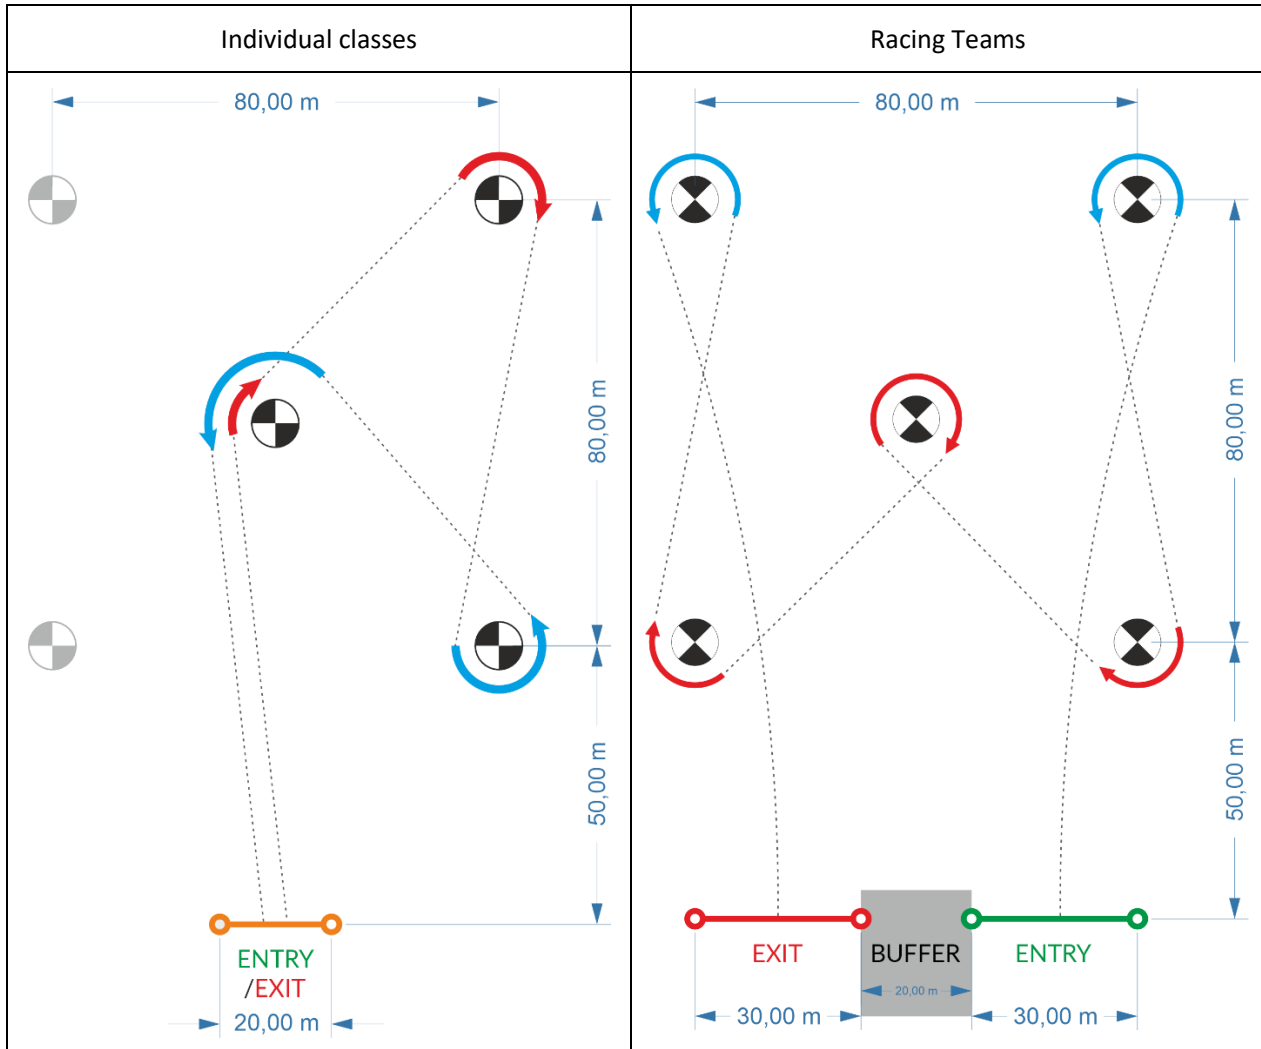 Individual classes
Racing Teams
80,00 m
80,00 m
50,00 m
ENTRY
/EXIT
20,00 m
80,00 m
80,00 m
50,00 m
EXIT
BUFFER
ENTRY
20,00 m
30,00 m
30,00 m